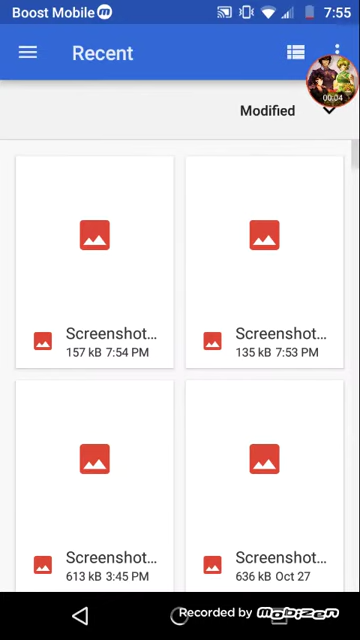 Boost Mobile 7:55
Recent
00:04
Modified
Screenshot... Screenshot...
157 kB 7:54 PM 135 kB 7:53 PM
Screenshot... Screenshot...
613 kB 3:45 PM 636 kB Oct 27
Recorded by mobizen